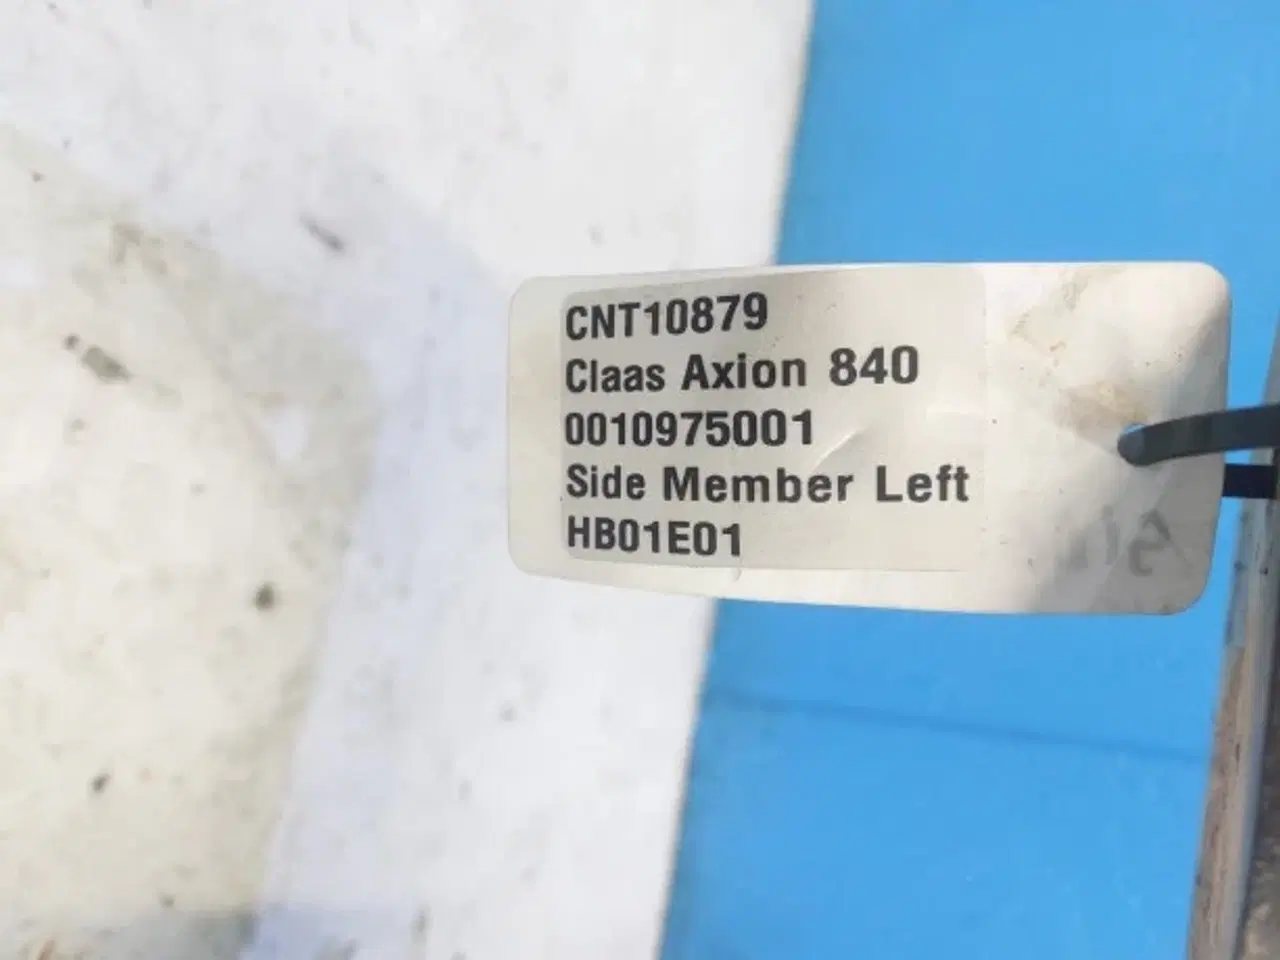 CNT10879
Claas Axion 840
0010975001
Side Member Left
HB01E01